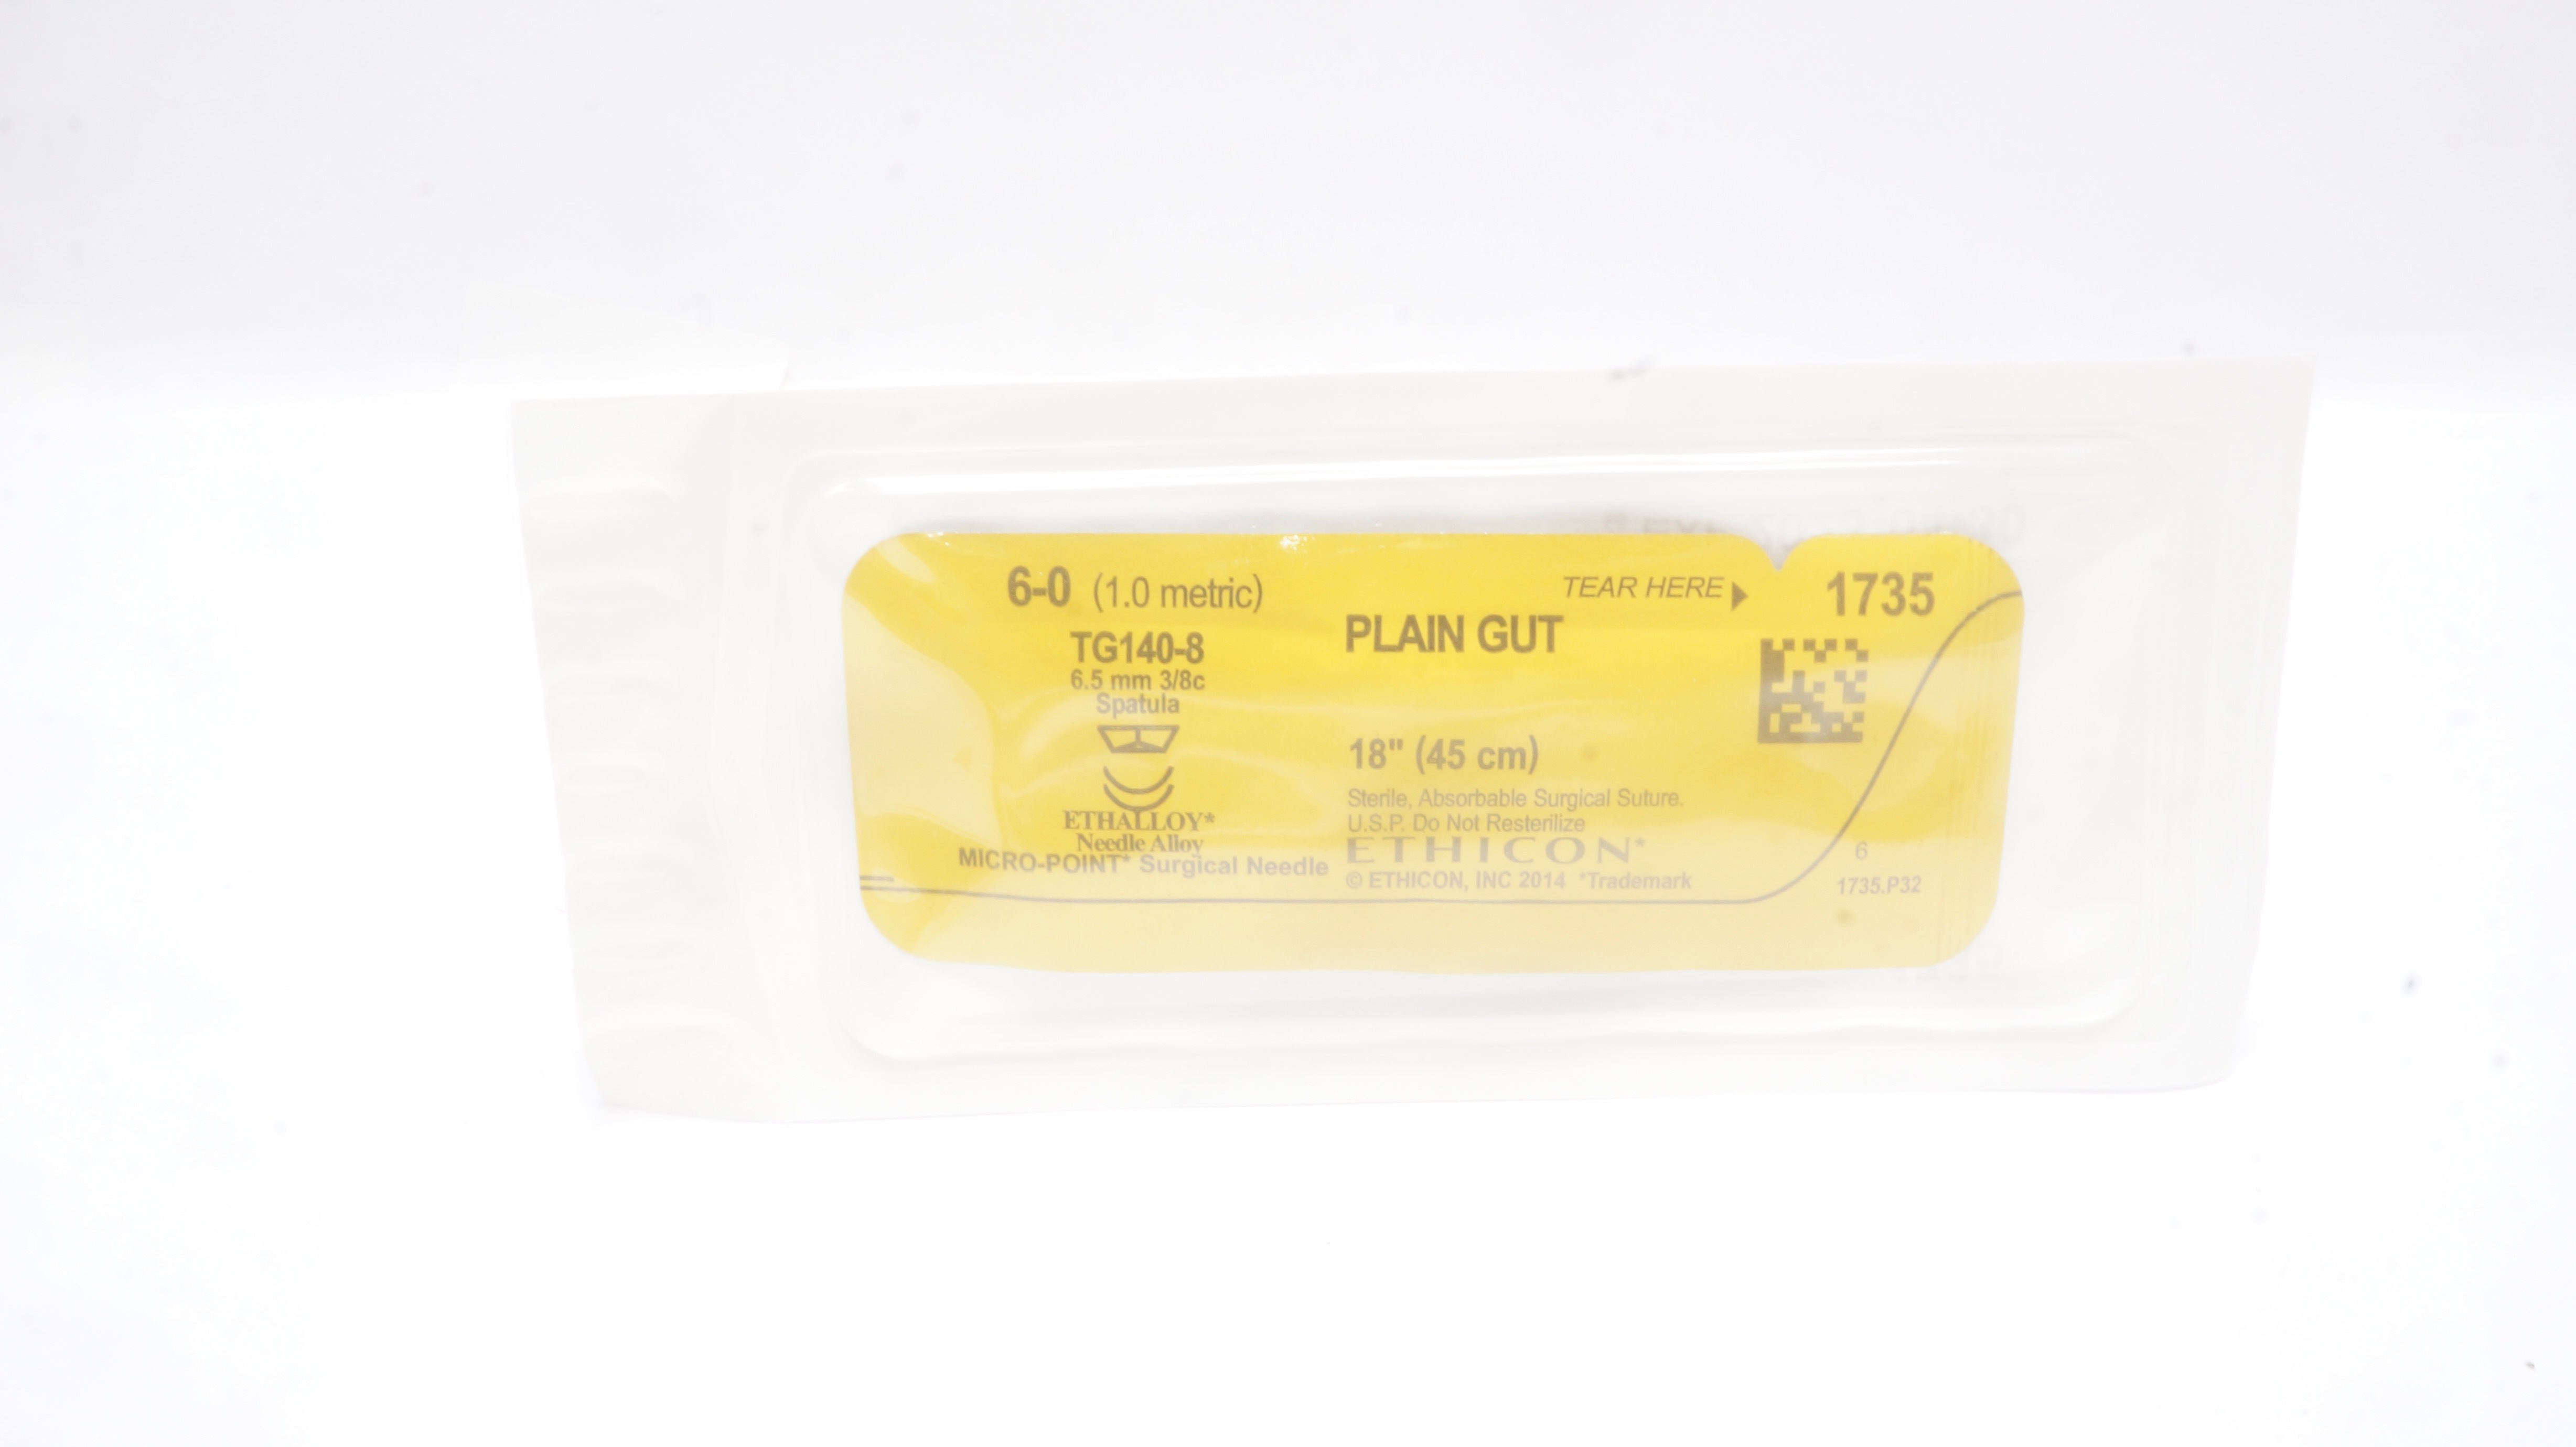 6-0 (1.0 metric)
TG140-8
6.5 mm 3/8c
Spatula
ETHALLOY*
Needle Alloy
MICRO-POINT* Surgical Needle
TEAR HERE
PLAIN GUT
18" (45 cm)
Sterile, Absorbable Surgical Suture.
U.S.P. Do Not Resterilize
ETHICON*
© ETHICON, INC 2014 *Trademark
1735
6
1735.P32